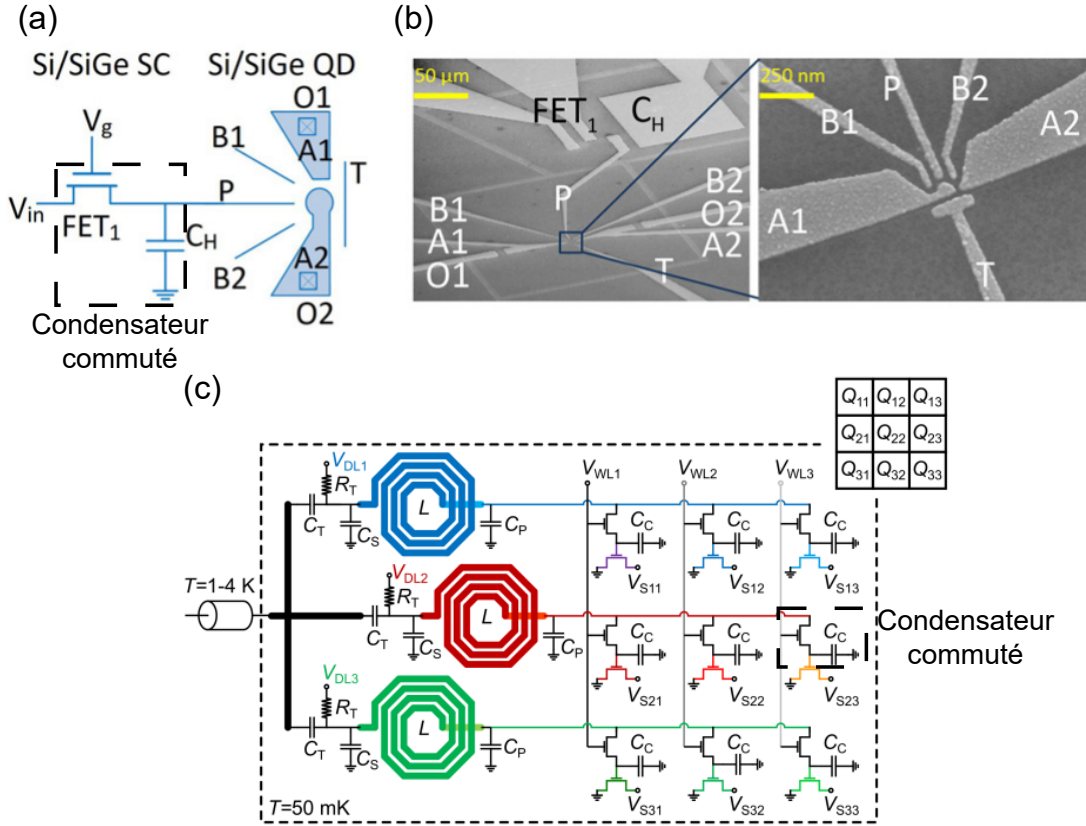 (a)
Si/SiGe SC
Si/SiGe QD
O1
V_g
B1
A1
T
V_in
P
FET_1
C_H
A2
B2
O2
Condensateur
commuté
(b)
50 µm
FET_1
C_H
P
B1
A1
O1
B2
O2
A2
T
250 nm
P
B2
B1
A2
A1
T
(c)
Q_11 Q_12 Q_13
Q_21 Q_22 Q_23
Q_31 Q_32 Q_33
V_DL1
R_T
C_T
C_S
L
C_P
V_WL1
V_WL2
V_WL3
C_C
C_C
C_C
V_S11
V_S12
V_S13
T=1-4 K
V_DL2
R_T
C_T
C_S
L
C_P
C_C
C_C
C_C
V_S21
V_S22
V_S23
Condensateur
commuté
V_DL3
R_T
C_T
C_S
L
C_P
C_C
C_C
C_C
V_S31
V_S32
V_S33
T=50 mK